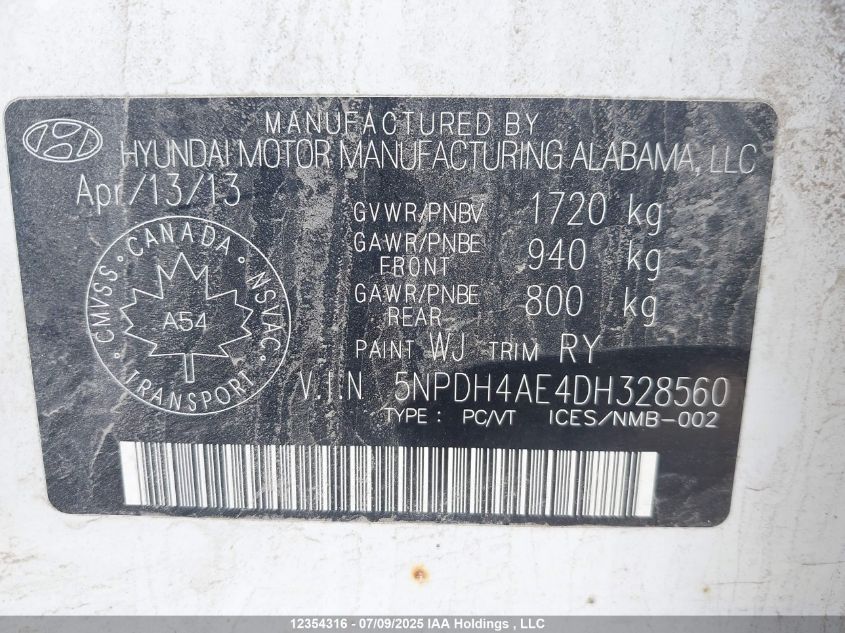 MANUFACTURED BY
HYUNDAI MOTOR MANUFACTURING ALABAMA, LLC
Apr/13/13
GVWR/PNBV 1720 kg
GAWR/PNBE FRONT 940 kg
GAWR/PNBE REAR 800 kg
PAINT WJ TRIM RY
CANADA
CMVSS NSVAC
A54
TRANSPORT
V.I.N 5NPDH4AE4DH328560
TYPE : PC/VT ICES/NMB-002
12354316 - 07/09/2025 IAA Holdings , LLC